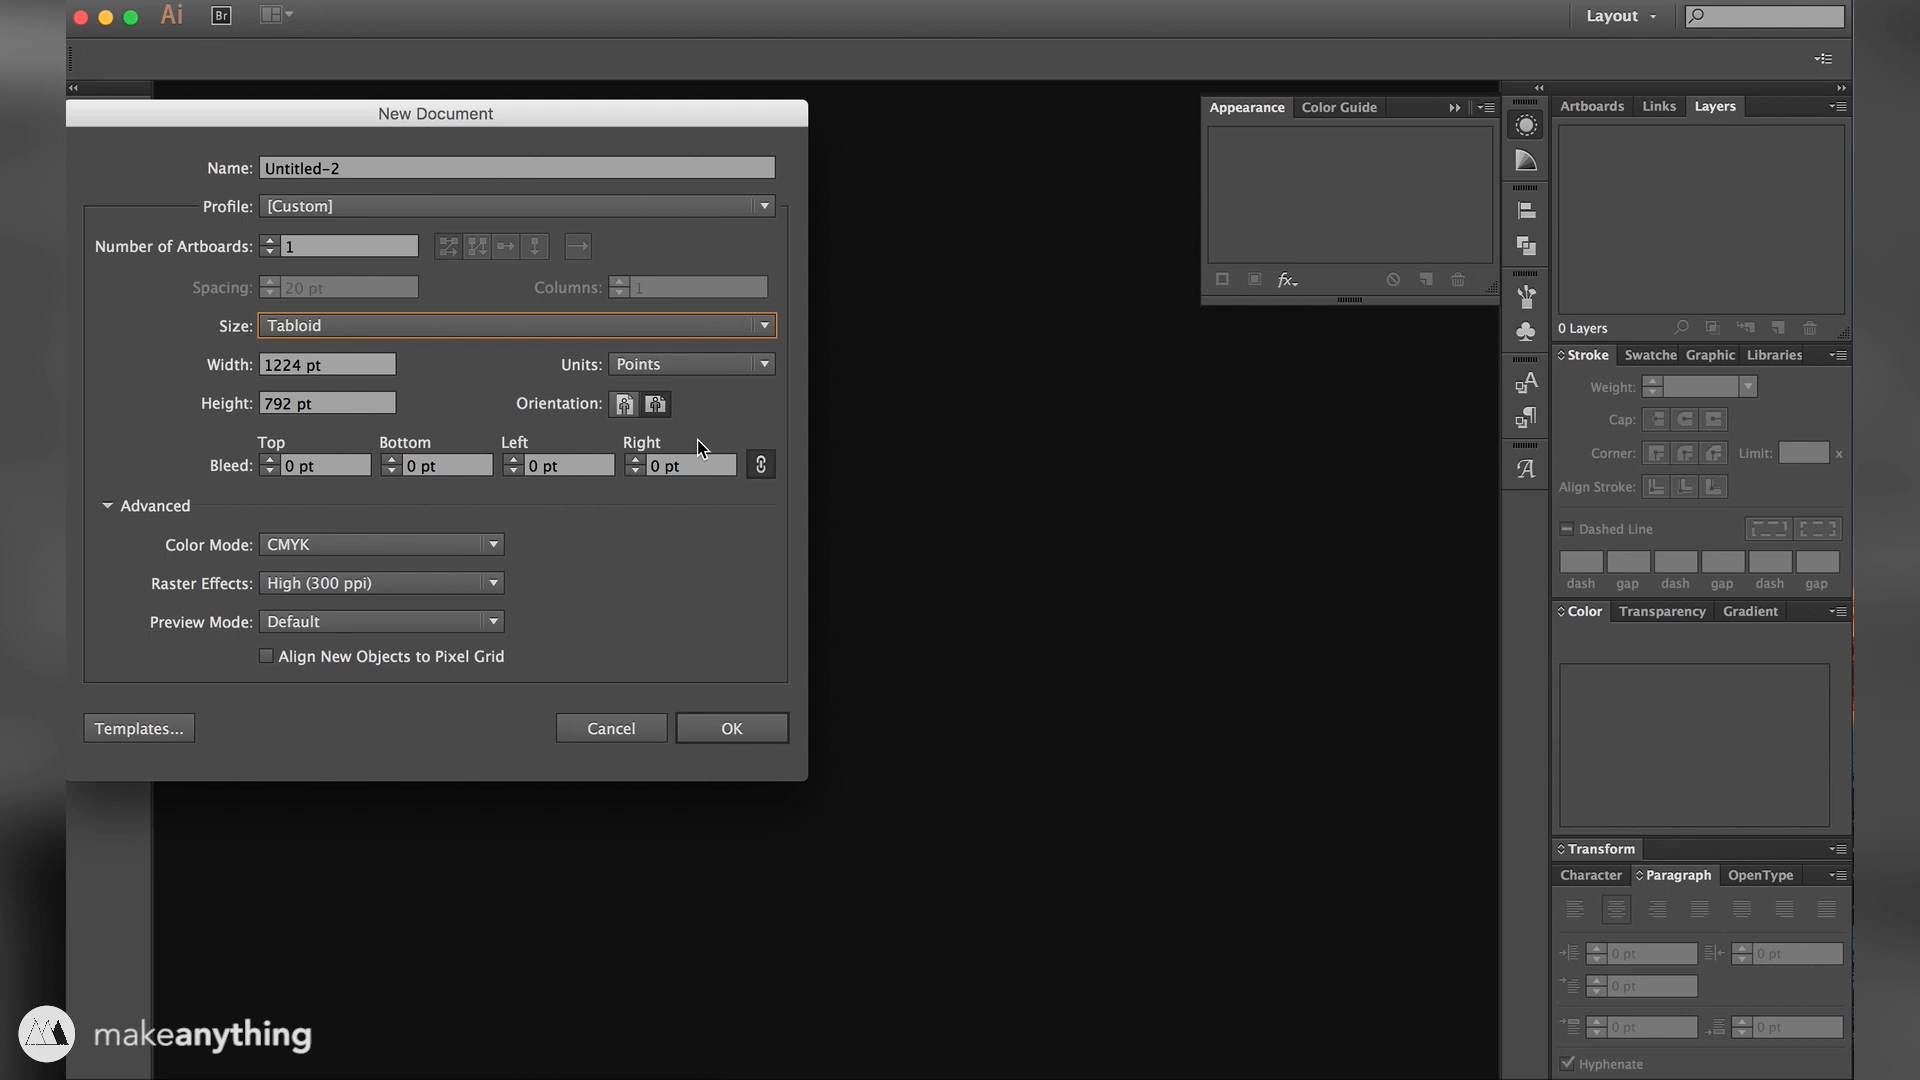 Ai Br Layout
New Document
Name: Untitled-2
Profile: [Custom]
Number of Artboards: 1
Spacing: 20 pt Columns: 1
Size: Tabloid
Width: 1224 pt Units: Points
Height: 792 pt Orientation:
Top Bottom Left Right
Bleed: 0 pt 0 pt 0 pt 0 pt
Advanced
Color Mode: CMYK
Raster Effects: High (300 ppi)
Preview Mode: Default
Align New Objects to Pixel Grid
Templates... Cancel OK
Appearance Color Guide
fx
Artboards Links Layers
0 Layers
Stroke Swatche Graphic Libraries
Weight:
Cap:
Corner: Limit: x
Align Stroke:
Dashed Line
dash gap dash gap dash gap
Color Transparency Gradient
Transform
Character Paragraph OpenType
0 pt 0 pt
0 pt
0 pt 0 pt
Hyphenate
makeanything